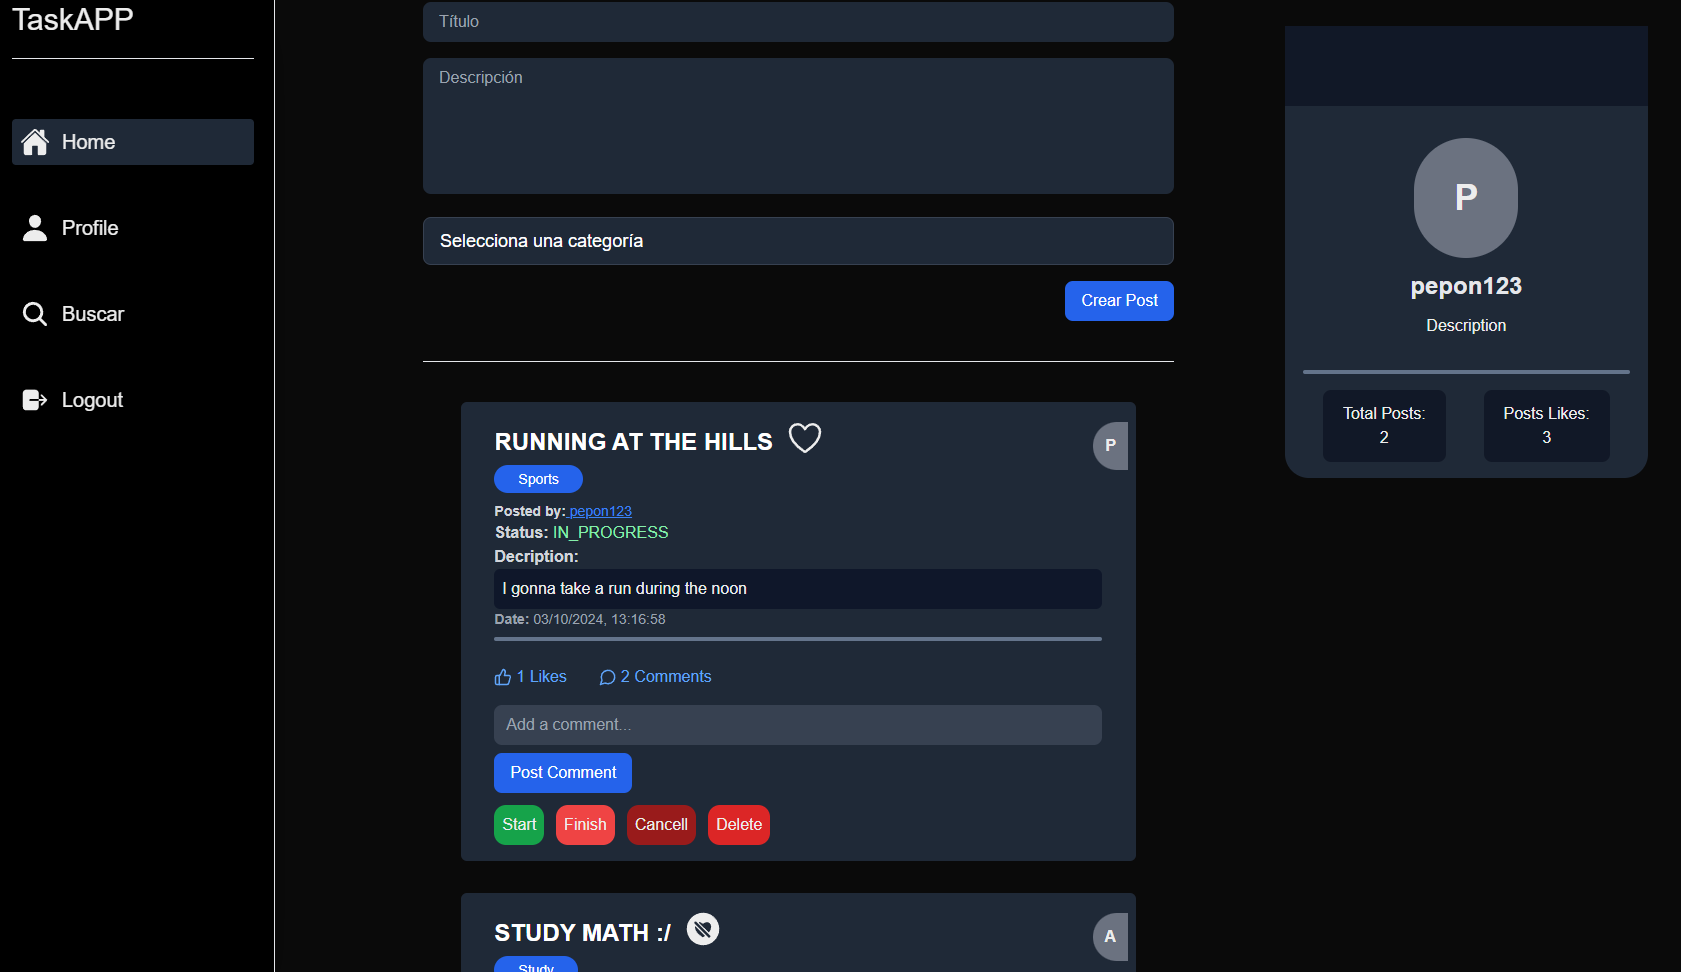 TaskAPP
Home
Profile
Buscar
Logout
Título
Descripción
Selecciona una categoría
Crear Post
RUNNING AT THE HILLS
P
Sports
Posted by: pepon123
Status: IN_PROGRESS
Decription:
I gonna take a run during the noon
Date: 03/10/2024, 13:16:58
1 Likes 2 Comments
Add a comment...
Post Comment
Start Finish Cancell Delete
STUDY MATH :/
A
Study
P
pepon123
Description
Total Posts:
2
Posts Likes:
3